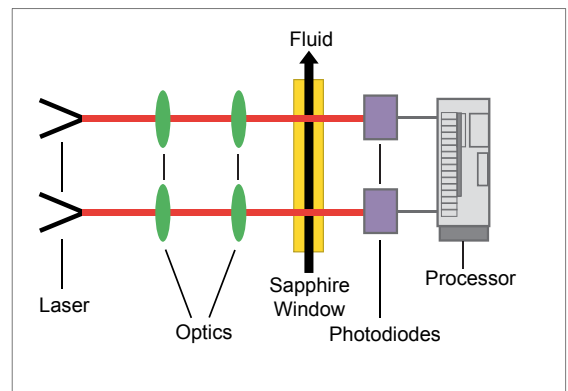 Fluid
Laser
Optics
Sapphire
Window
Photodiodes
Processor